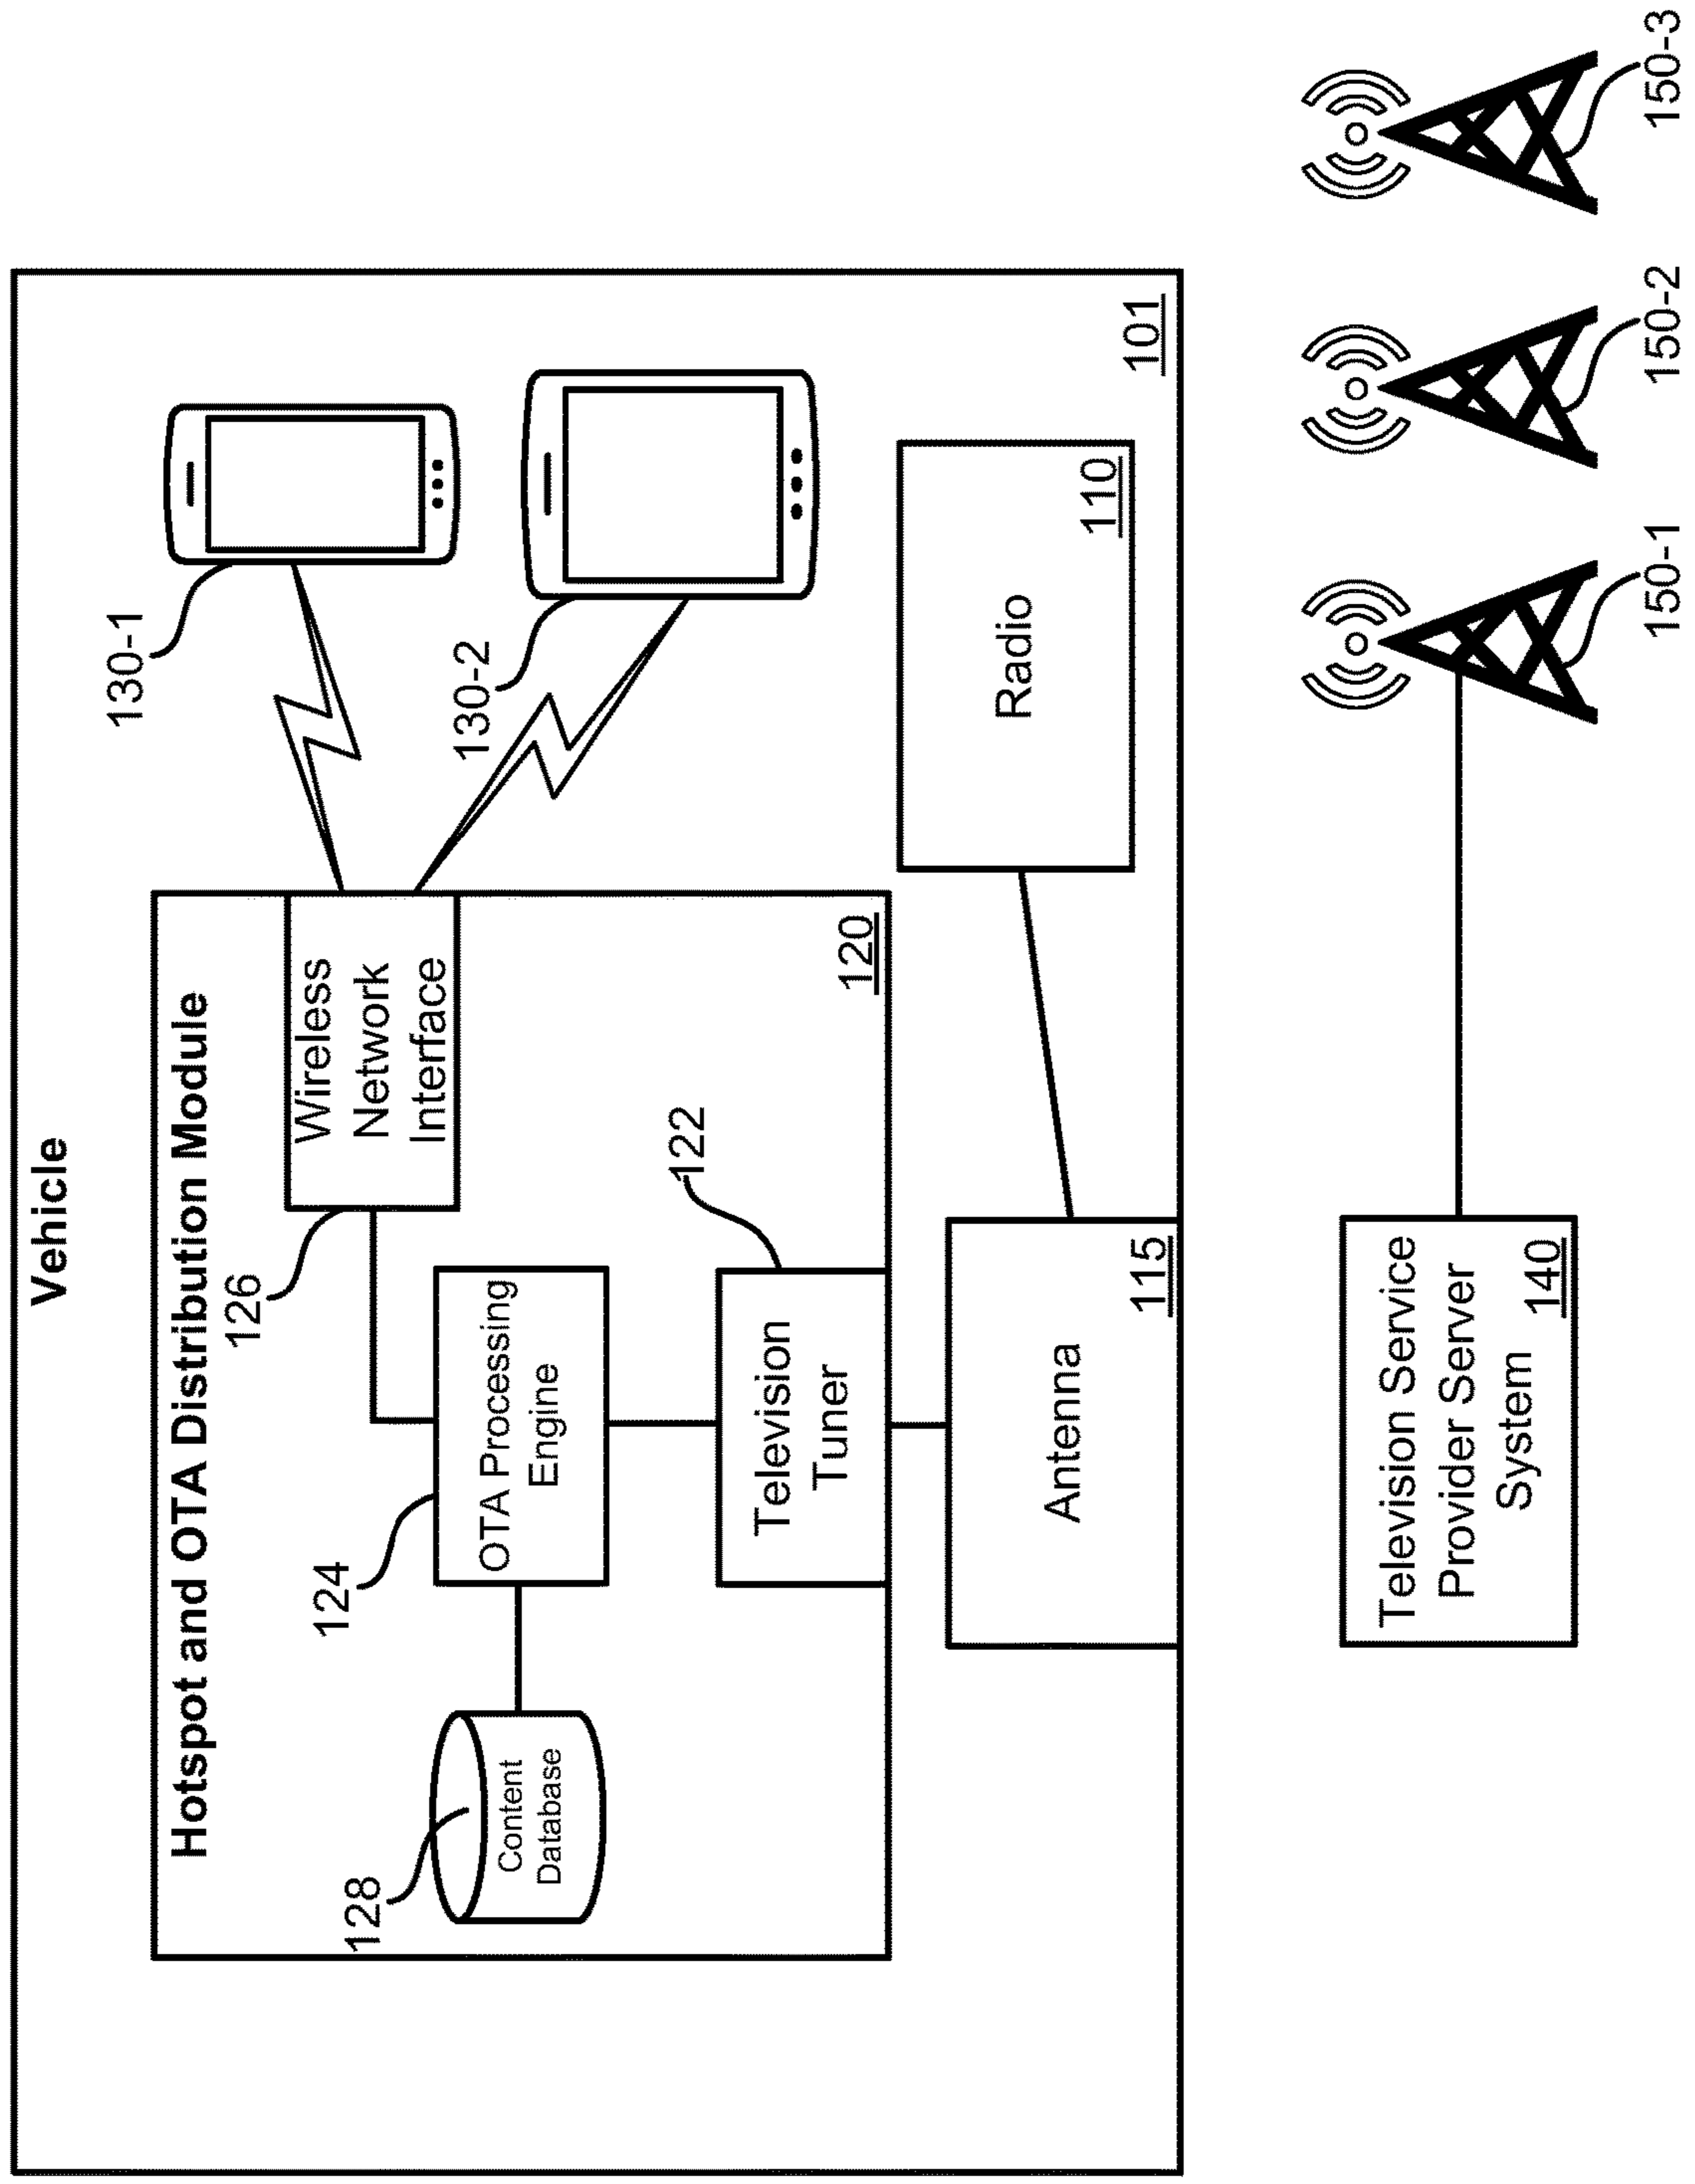 Vehicle
Hotspot and OTA Distribution Module
130-1
126
Wireless
Network
Interface
124
128
OTA Processing
Engine
Content
Database
130-2
122
Television
Tuner
120
Radio
110
Antenna
115
101
Television Service
Provider Server
System
140
150-1
150-2
150-3